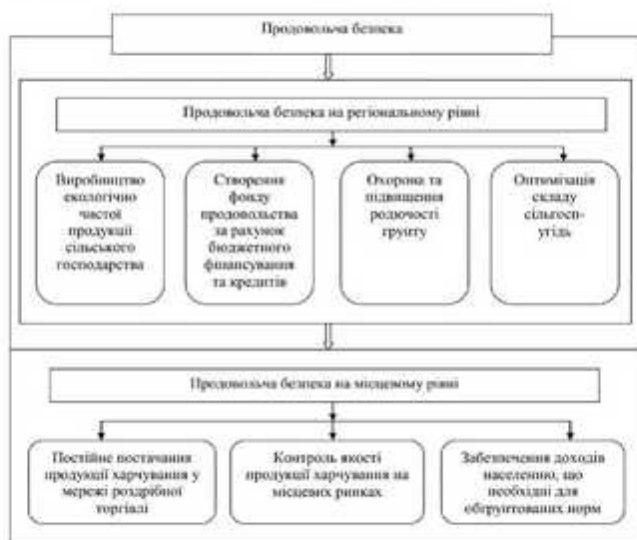 Продовольча безпека
Продовольча безпека на регіональному рівні
Виробництво
екологічно
чистої
продукції
сільського
господарства
Створення
фонду
продовольства
за рахунок
бюджетного
фінансування
та кредитів
Охорона та
підвищення
родючості
ґрунту
Оптимізація
складу
сільгосп-
угідь
Продовольча безпека на місцевому рівні
Постійне постачання
продукції харчування у
мережі роздрібної
торгівлі
Контроль якості
продукції харчування на
місцевих ринках
Забезпечення доходів
населенню, що
необхідні для
обґрунтованих норм